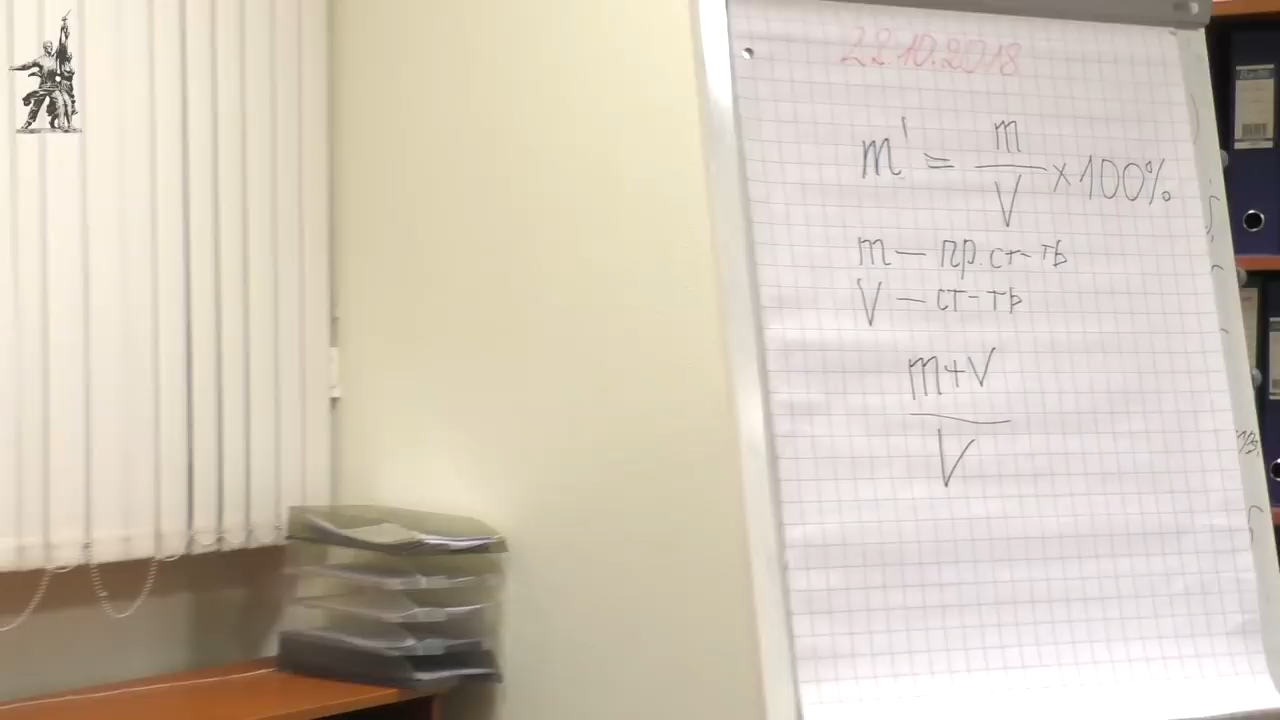 22.10.2018
m' = m/V × 100%
m — пр. ст-ть
V — ст-ть
m+V
V